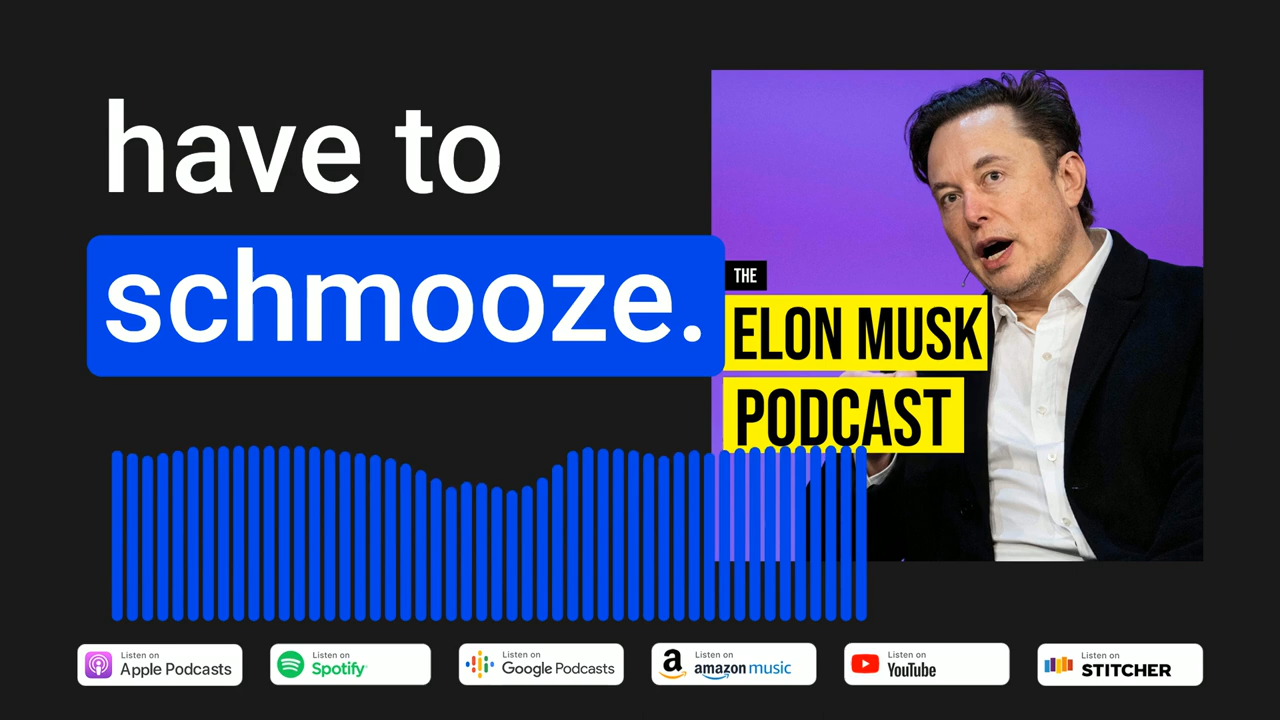 have to
schmooze.
THE
ELON MUSK
PODCAST
Listen on
Apple Podcasts
Listen on
Spotify
Listen on
Google Podcasts
a
Listen on
amazon music
Listen on
YouTube
Listen on
STITCHER